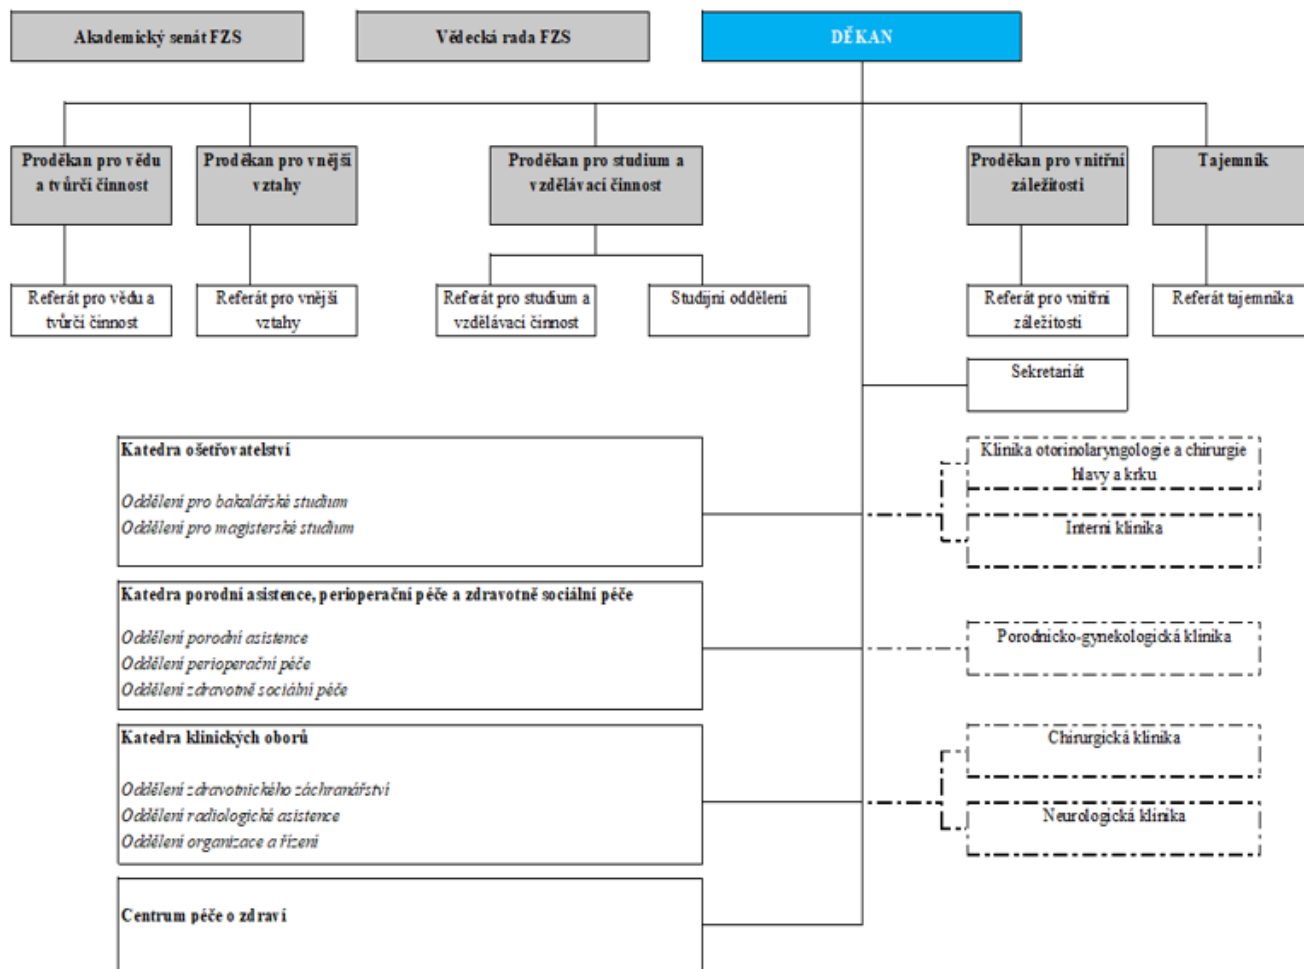 Akademický senát FZS
Vědecká rada FZS
DĚKAN
Proděkan pro vědu
a tvůrčí činnost
Proděkan pro vnější
vztahy
Proděkan pro studium a
vzdělávací činnost
Proděkan pro vnitřní
záležitosti
Tajemník
Referát pro vědu a
tvůrčí činnost
Referát pro vnější
vztahy
Referát pro studium a
vzdělávací činnost
Studijní oddělení
Referát pro vnitřní
záležitosti
Referát tajemníka
Sekretariát
Katedra ošetřovatelství
Oddělení pro bakalářské studium
Oddělení pro magisterské studium
Klinika otorinolaryngologie a chirurgie
hlavy a krku
Interní klinika
Katedra porodní asistence, perioperační péče a zdravotně sociální péče
Oddělení porodní asistence
Oddělení perioperační péče
Oddělení zdravotně sociální péče
Porodnicko-gynekologická klinika
Katedra klinických oborů
Oddělení zdravotnického záchranářství
Oddělení radiologické asistence
Oddělení organizace a řízení
Chirurgická klinika
Neurologická klinika
Centrum péče o zdraví